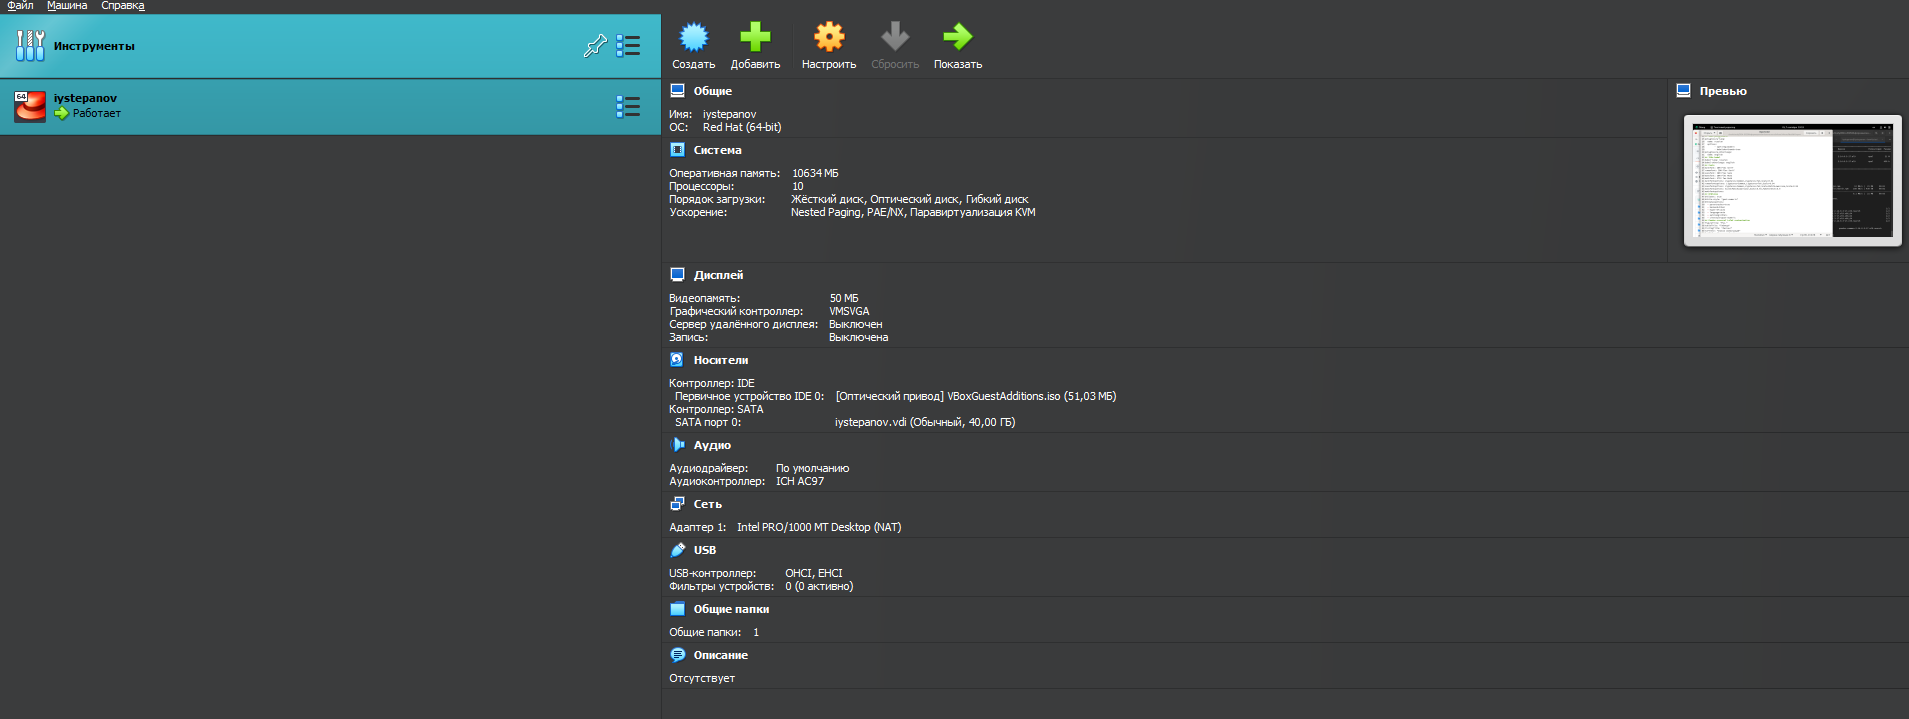 Файл Машина Справка
Инструменты
64
iystepanov
Работает
Создать Добавить Настроить Сбросить Показать
Общие
Имя: iystepanov
ОС: Red Hat (64-bit)
Превью
Система
Оперативная память: 10634 МБ
Процессоры: 10
Порядок загрузки: Жёсткий диск, Оптический диск, Гибкий диск
Ускорение: Nested Paging, PAE/NX, Паравиртуализация KVM
Дисплей
Видеопамять: 50 МБ
Графический контроллер: VMSVGA
Сервер удалённого дисплея: Выключен
Запись: Выключена
Носители
Контроллер: IDE
Первичное устройство IDE 0: [Оптический привод] VBoxGuestAdditions.iso (51,03 МБ)
Контроллер: SATA
SATA порт 0: iystepanov.vdi (Обычный, 40,00 ГБ)
Аудио
Аудиодрайвер: По умолчанию
Аудиоконтроллер: ICH AC97
Сеть
Адаптер 1: Intel PRO/1000 MT Desktop (NAT)
USB
USB-контроллер: OHCI, EHCI
Фильтры устройств: 0 (0 активно)
Общие папки
Общие папки: 1
Описание
Отсутствует